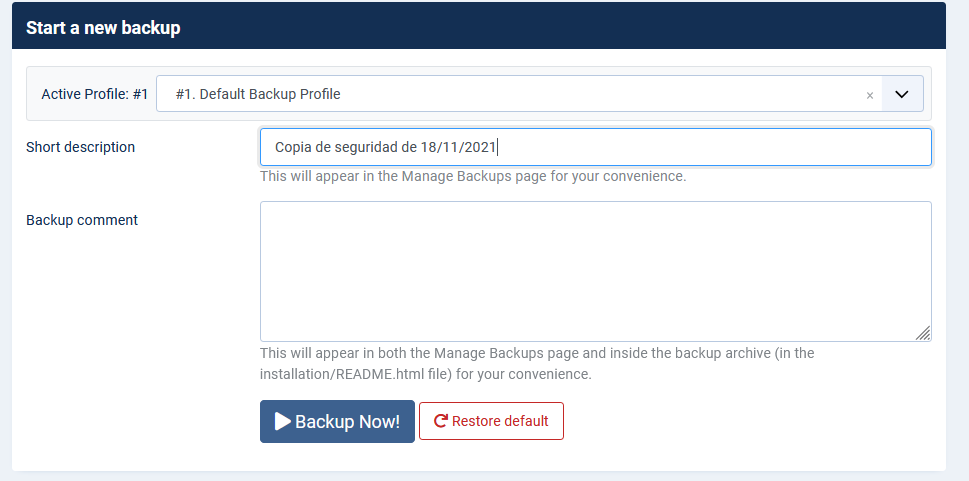 Start a new backup
Active Profile: #1 #1. Default Backup Profile ×
Short description Copia de seguridad de 18/11/2021
This will appear in the Manage Backups page for your convenience.
Backup comment
This will appear in both the Manage Backups page and inside the backup archive (in the
installation/README.html file) for your convenience.
Backup Now! Restore default